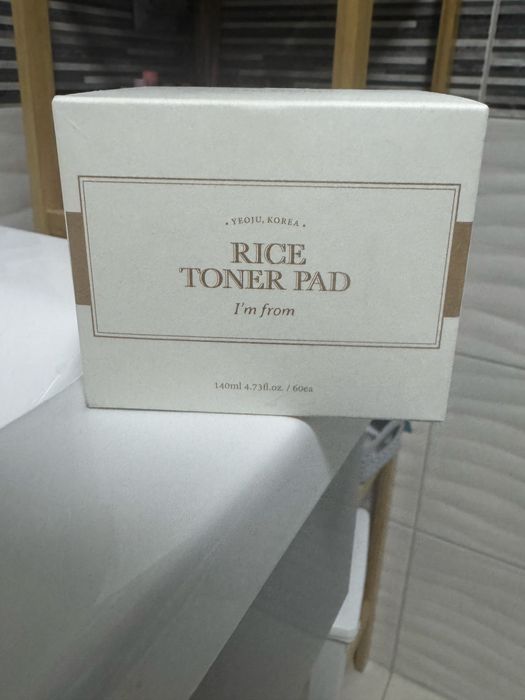 • YEOJU, KOREA •
RICE
TONER PAD
I'm from
140ml 4.73fl.oz. / 60ea